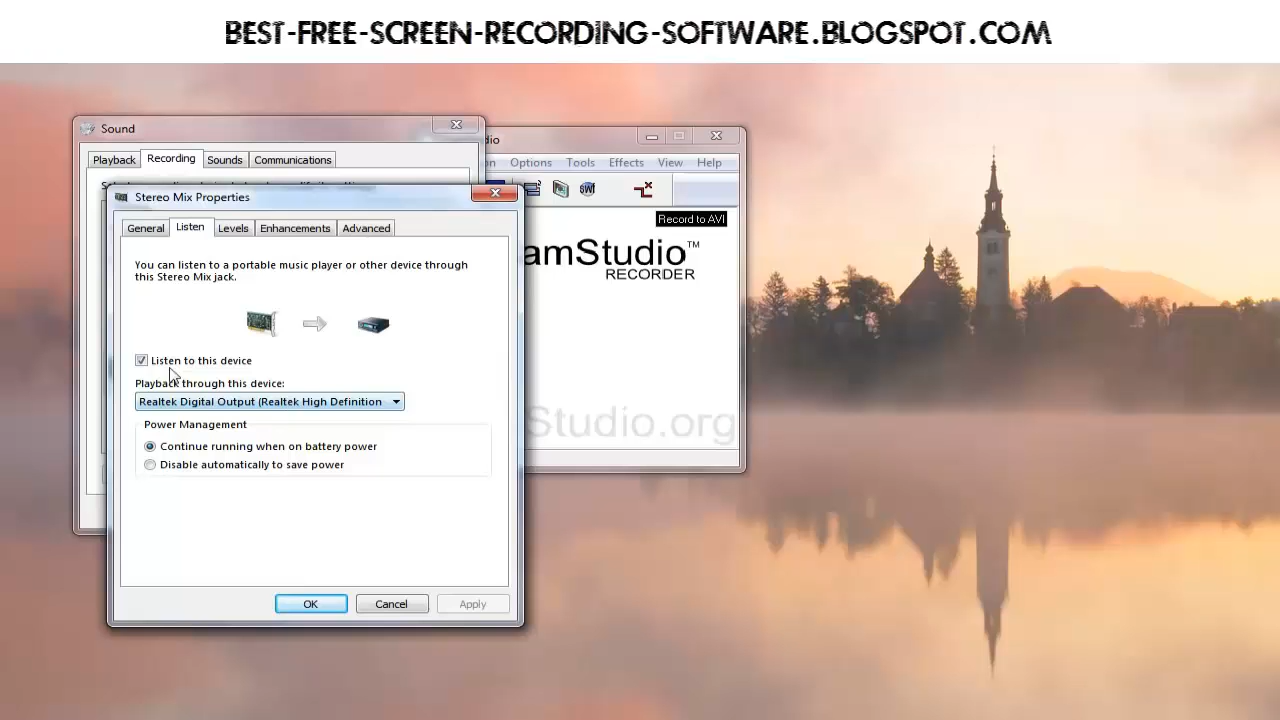 BEST-FREE-SCREEN-RECORDING-SOFTWARE.BLOGSPOT.COM
Sound
Playback Recording Sounds Communications
Options Tools Effects View Help
Record to AVI
amStudio™
RECORDER
Studio.org
Stereo Mix Properties
General Listen Levels Enhancements Advanced
You can listen to a portable music player or other device through
this Stereo Mix jack.
Listen to this device
Playback through this device:
Realtek Digital Output (Realtek High Definition
Power Management
Continue running when on battery power
Disable automatically to save power
OK Cancel Apply